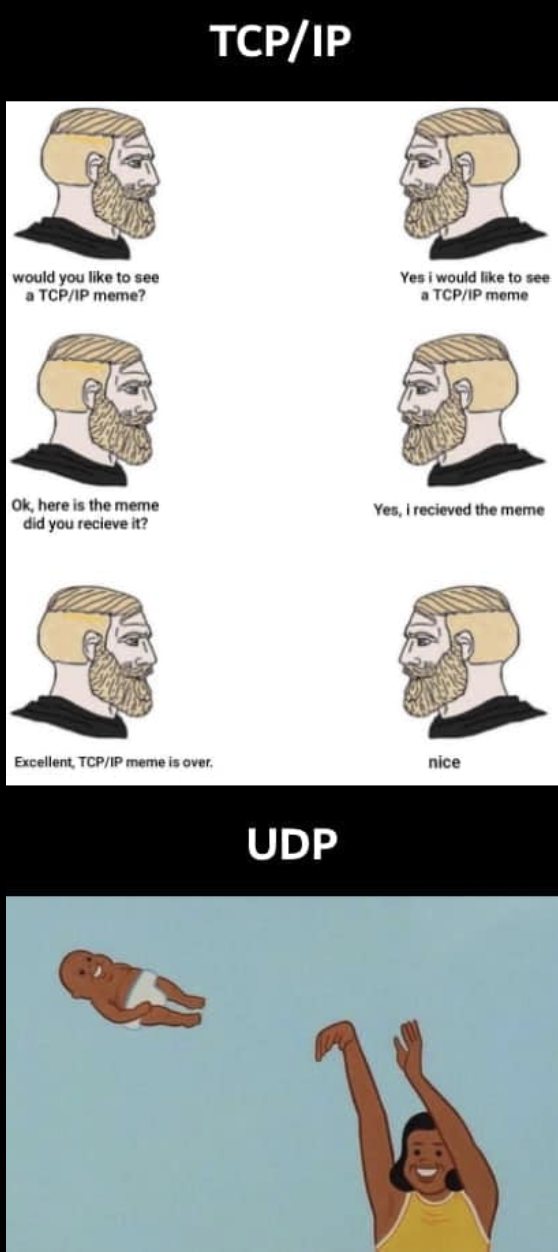 TCP/IP
would you like to see
a TCP/IP meme?
Yes i would like to see
a TCP/IP meme
Ok, here is the meme
did you recieve it?
Yes, i recieved the meme
Excellent, TCP/IP meme is over.
nice
UDP